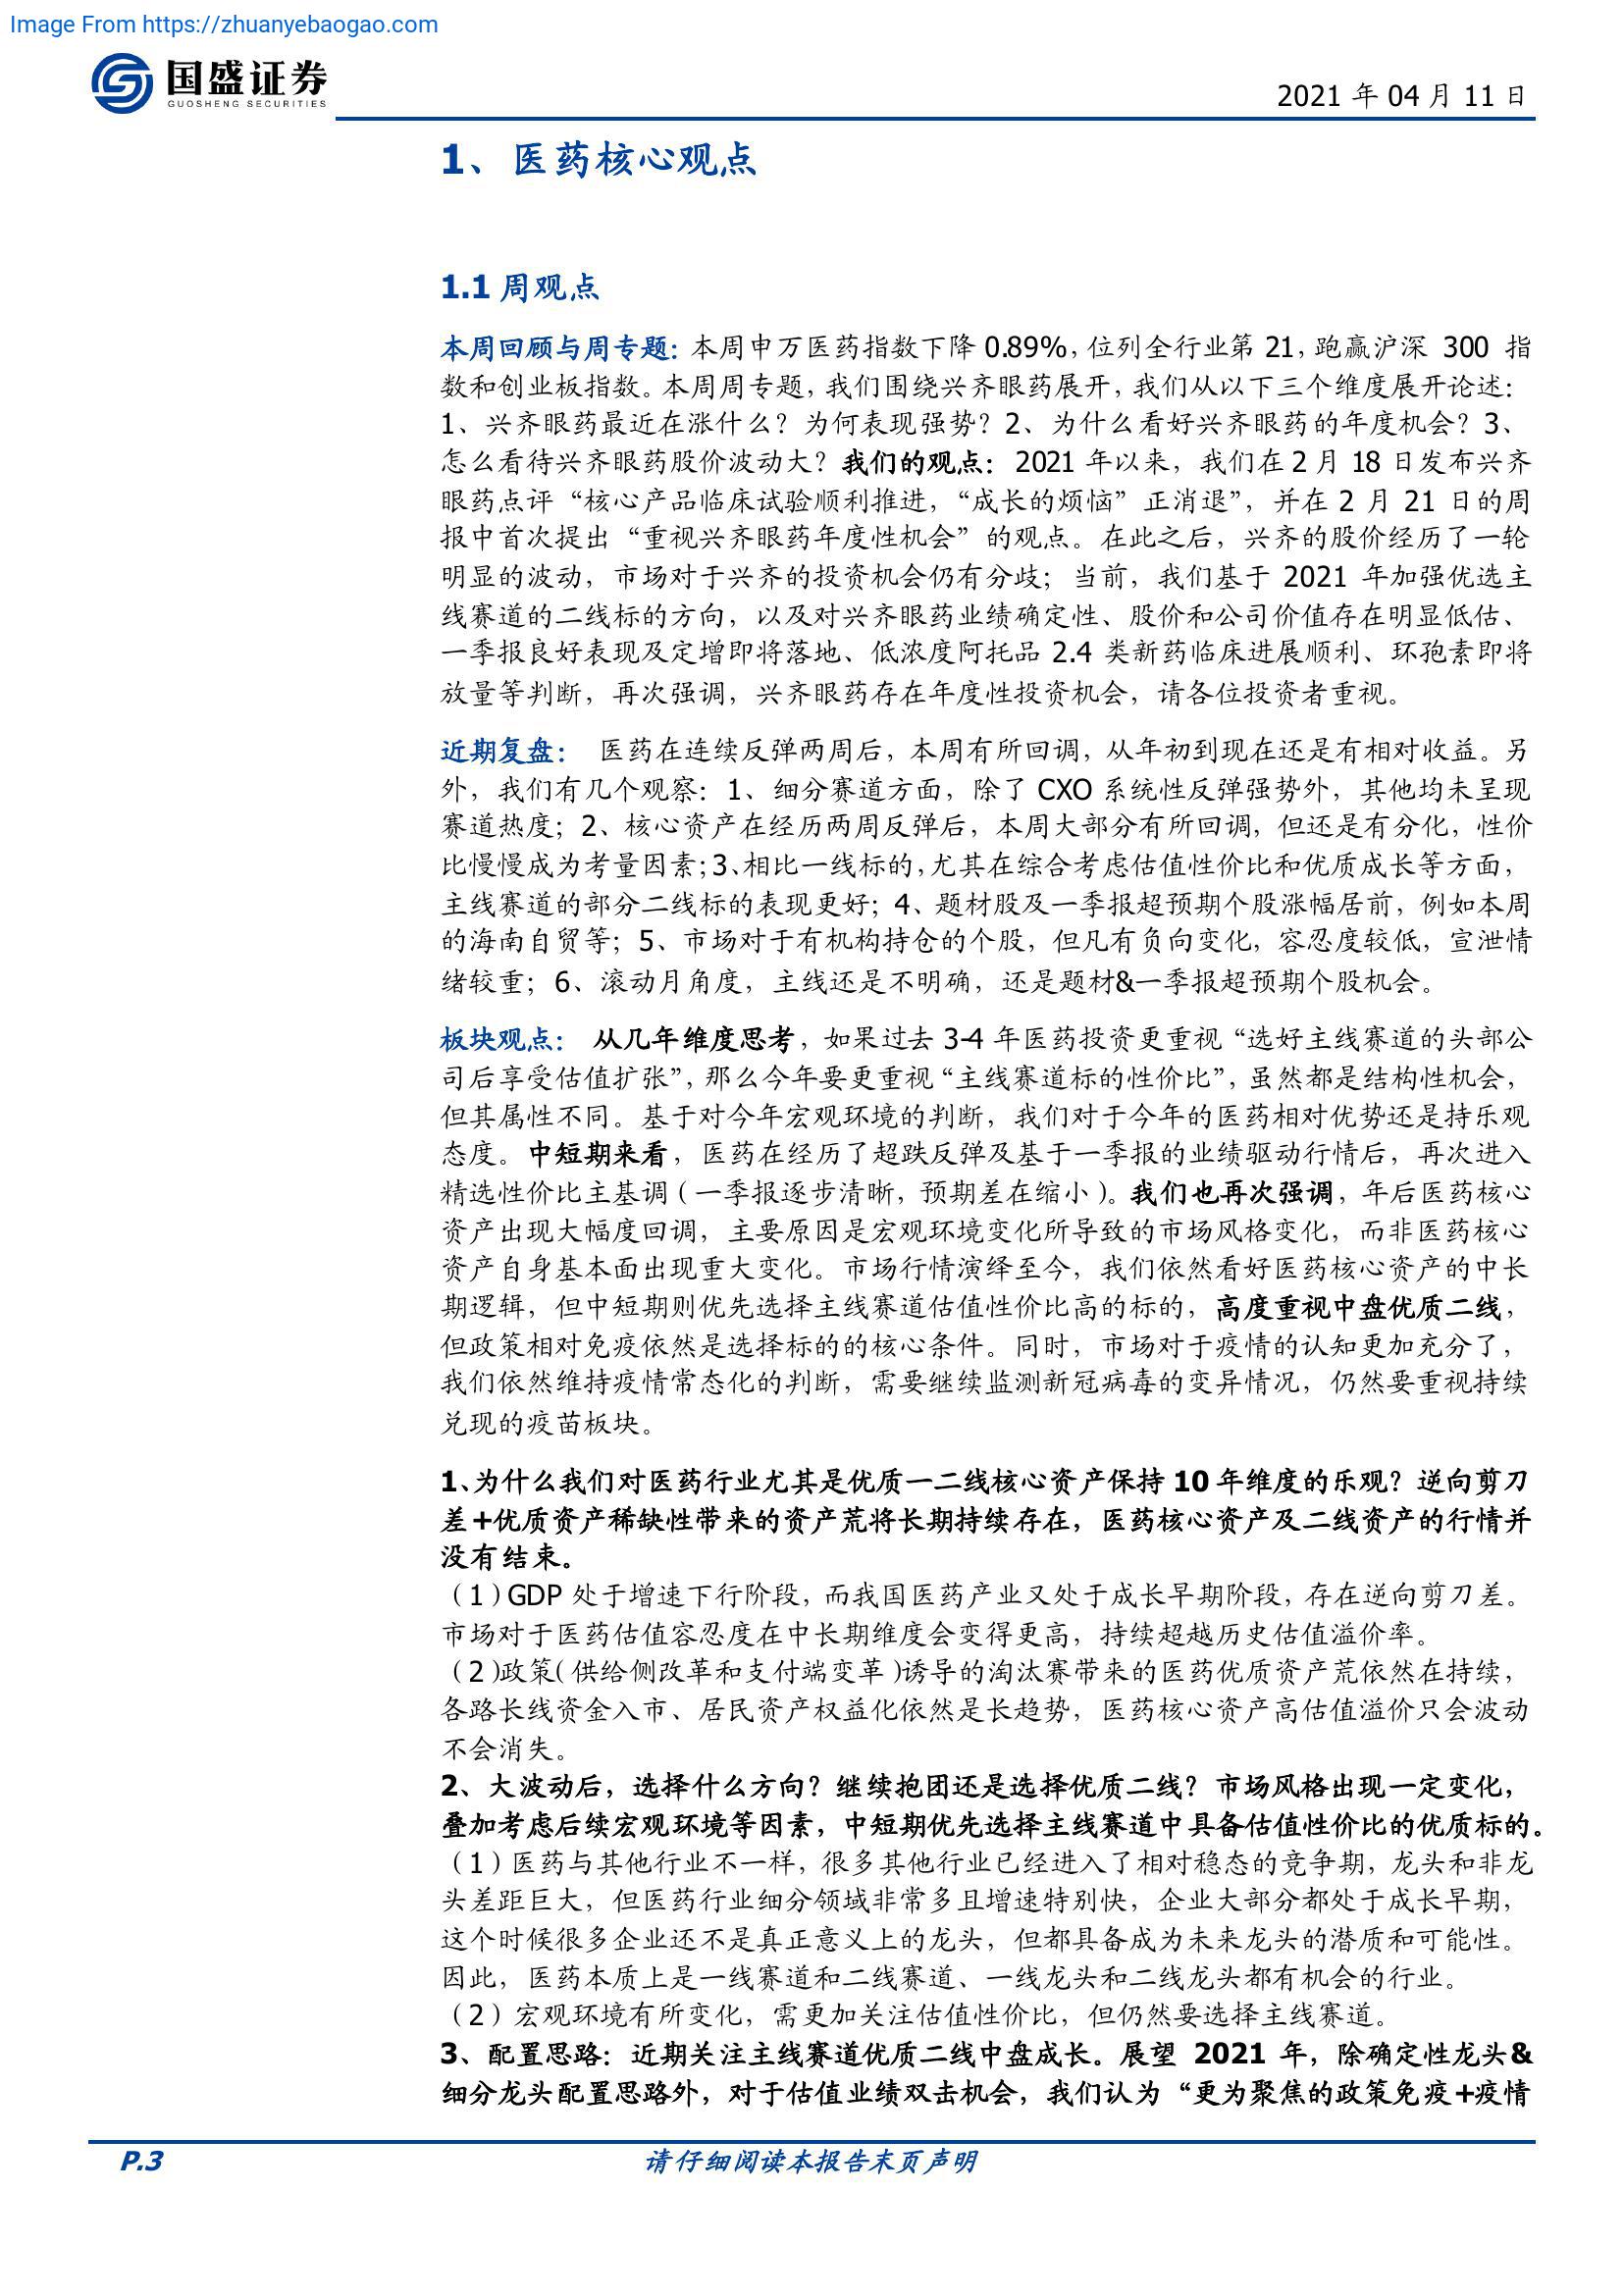 Image From https://zhuanyebaogao.com
国盛证券
GUOSHENG SECURITIES
2021 年 04 月 11 日
1、医药核心观点
1.1 周观点
本周回顾与周专题：本周申万医药指数下降 0.89%，位列全行业第 21，跑赢沪深 300 指
数和创业板指数。本周周专题，我们围绕兴齐眼药展开，我们从以下三个维度展开论述：
1、兴齐眼药最近在涨什么？为何表现强势？2、为什么看好兴齐眼药的年度机会？3、
怎么看待兴齐眼药股价波动大？我们的观点：2021 年以来，我们在 2 月 18 日发布兴齐
眼药点评“核心产品临床试验顺利推进，“成长的烦恼”正消退”，并在 2 月 21 日的周
报中首次提出“重视兴齐眼药年度性机会”的观点。在此之后，兴齐的股价经历了一轮
明显的波动，市场对于兴齐的投资机会仍有分歧；当前，我们基于 2021 年加强优选主
线赛道的二线标的方向，以及对兴齐眼药业绩确定性、股价和公司价值存在明显低估、
一季报良好表现及定增即将落地、低浓度阿托品 2.4 类新药临床进展顺利、环孢素即将
放量等判断，再次强调，兴齐眼药存在年度性投资机会，请各位投资者重视。
近期复盘： 医药在连续反弹两周后，本周有所回调，从年初到现在还是有相对收益。另
外，我们有几个观察：1、细分赛道方面，除了 CXO 系统性反弹强势外，其他均未呈现
赛道热度；2、核心资产在经历两周反弹后，本周大部分有所回调，但还是有分化，性价
比慢慢成为考量因素；3、相比一线标的，尤其在综合考虑估值性价比和优质成长等方面，
主线赛道的部分二线标的表现更好；4、题材股及一季报超预期个股涨幅居前，例如本周
的海南自贸等；5、市场对于有机构持仓的个股，但凡有负向变化，容忍度较低，宣泄情
绪较重；6、滚动月角度，主线还是不明确，还是题材&一季报超预期个股机会。
板块观点： 从几年维度思考，如果过去 3-4 年医药投资更重视“选好主线赛道的头部公
司后享受估值扩张”，那么今年要更重视“主线赛道标的性价比”，虽然都是结构性机会，
但其属性不同。基于对今年宏观环境的判断，我们对于今年的医药相对优势还是持乐观
态度。中短期来看，医药在经历了超跌反弹及基于一季报的业绩驱动行情后，再次进入
精选性价比主基调（一季报逐步清晰，预期差在缩小）。我们也再次强调，年后医药核心
资产出现大幅度回调，主要原因是宏观环境变化所导致的市场风格变化，而非医药核心
资产自身基本面出现重大变化。市场行情演绎至今，我们依然看好医药核心资产的中长
期逻辑，但中短期则优先选择主线赛道估值性价比高的标的，高度重视中盘优质二线，
但政策相对免疫依然是选择标的的核心条件。同时，市场对于疫情的认知更加充分了，
我们依然维持疫情常态化的判断，需要继续监测新冠病毒的变异情况，仍然要重视持续
兑现的疫苗板块。
1、为什么我们对医药行业尤其是优质一二线核心资产保持 10 年维度的乐观？逆向剪刀
差+优质资产稀缺性带来的资产荒将长期持续存在，医药核心资产及二线资产的行情并
没有结束。
（1）GDP 处于增速下行阶段，而我国医药产业又处于成长早期阶段，存在逆向剪刀差。
市场对于医药估值容忍度在中长期维度会变得更高，持续超越历史估值溢价率。
（2）政策（供给侧改革和支付端变革）诱导的淘汰赛带来的医药优质资产荒依然在持续，
各路长线资金入市、居民资产权益化依然是长趋势，医药核心资产高估值溢价只会波动
不会消失。
2、大波动后，选择什么方向？继续抱团还是选择优质二线？市场风格出现一定变化，
叠加考虑后续宏观环境等因素，中短期优先选择主线赛道中具备估值性价比的优质标的。
（1）医药与其他行业不一样，很多其他行业已经进入了相对稳态的竞争期，龙头和非龙
头差距巨大，但医药行业细分领域非常多且增速特别快，企业大部分都处于成长早期，
这个时候很多企业还不是真正意义上的龙头，但都具备成为未来龙头的潜质和可能性。
因此，医药本质上是一线赛道和二线赛道、一线龙头和二线龙头都有机会的行业。
（2）宏观环境有所变化，需更加关注估值性价比，但仍然要选择主线赛道。
3、配置思路：近期关注主线赛道优质二线中盘成长。展望 2021 年，除确定性龙头&
细分龙头配置思路外，对于估值业绩双击机会，我们认为“更为聚焦的政策免疫+疫情
P.3
请仔细阅读本报告末页声明